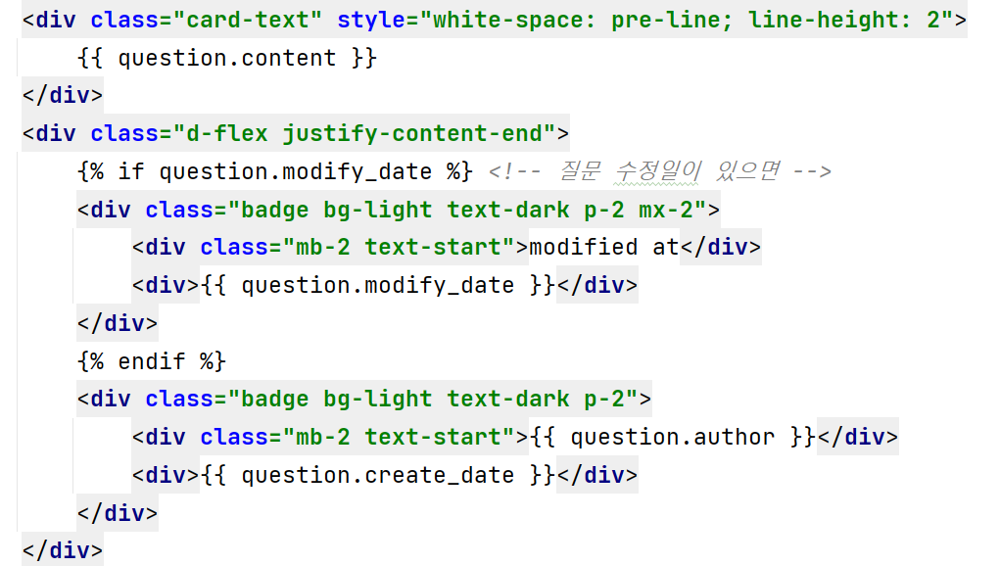 <div class="card-text" style="white-space: pre-line; line-height: 2">
    {{ question.content }}
</div>
<div class="d-flex justify-content-end">
    {% if question.modify_date %} <!-- 질문 수정일이 있으면 -->
    <div class="badge bg-light text-dark p-2 mx-2">
        <div class="mb-2 text-start">modified at</div>
        <div>{{ question.modify_date }}</div>
    </div>
    {% endif %}
    <div class="badge bg-light text-dark p-2">
        <div class="mb-2 text-start">{{ question.author }}</div>
        <div>{{ question.create_date }}</div>
    </div>
</div>